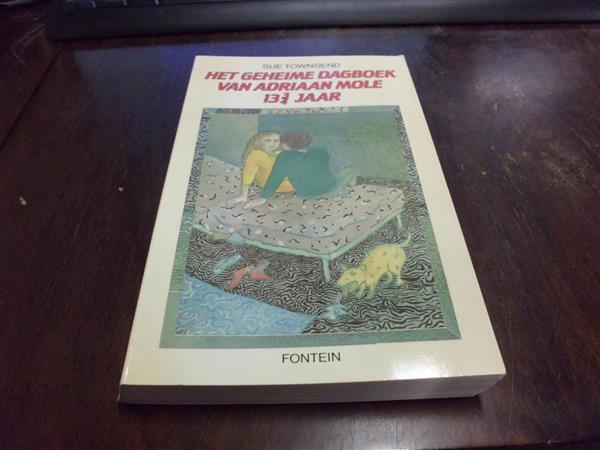 SUE TOWNSEND
HET GEHEIME DAGBOEK
VAN ADRIAAN MOLE
13¾ JAAR
FONTEIN